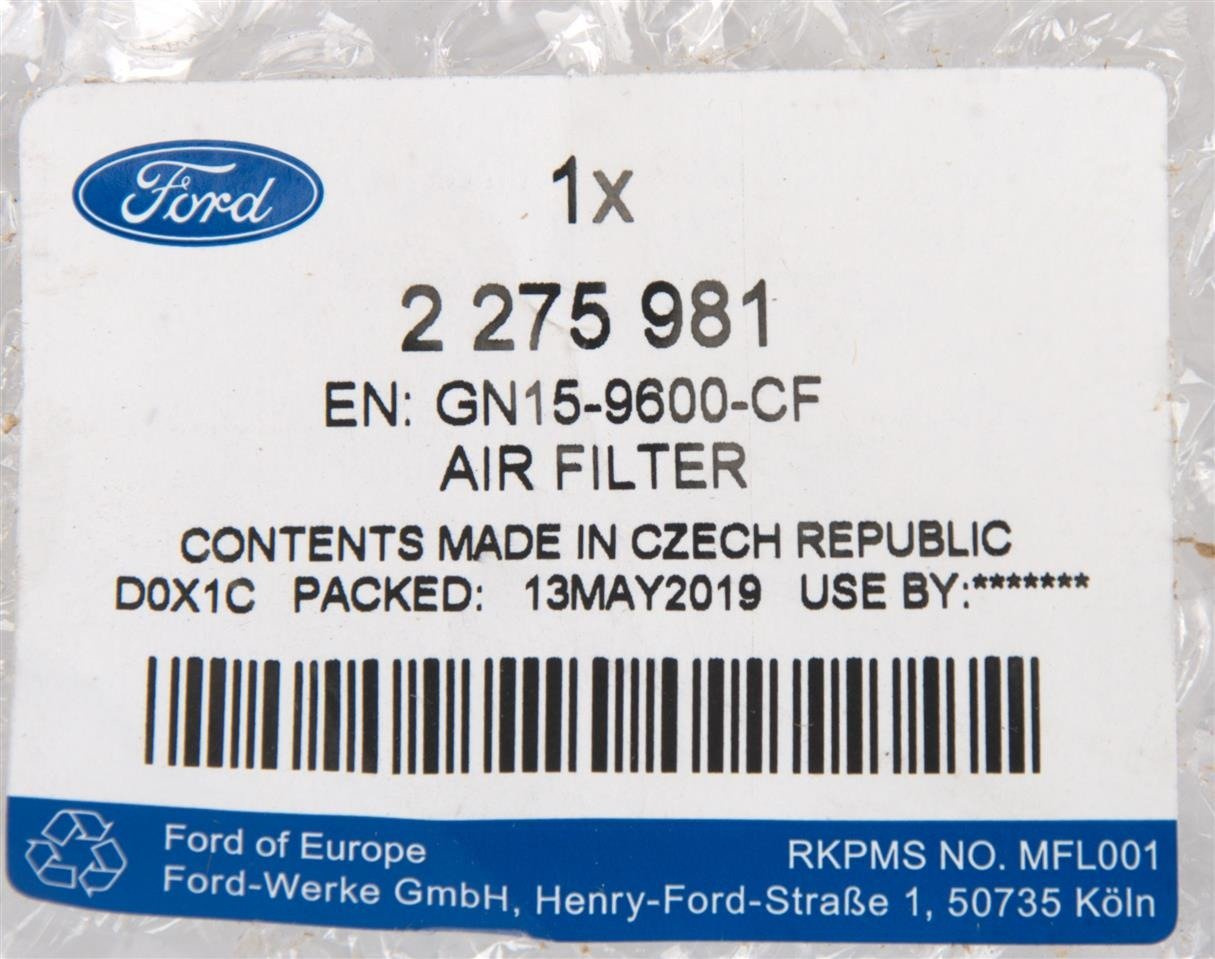 Ford
1x
2 275 981
EN: GN15-9600-CF
AIR FILTER
CONTENTS MADE IN CZECH REPUBLIC
D0X1C PACKED: 13MAY2019 USE BY:*******
Ford of Europe
RKPMS NO. MFL001
Ford-Werke GmbH, Henry-Ford-Straße 1, 50735 Köln